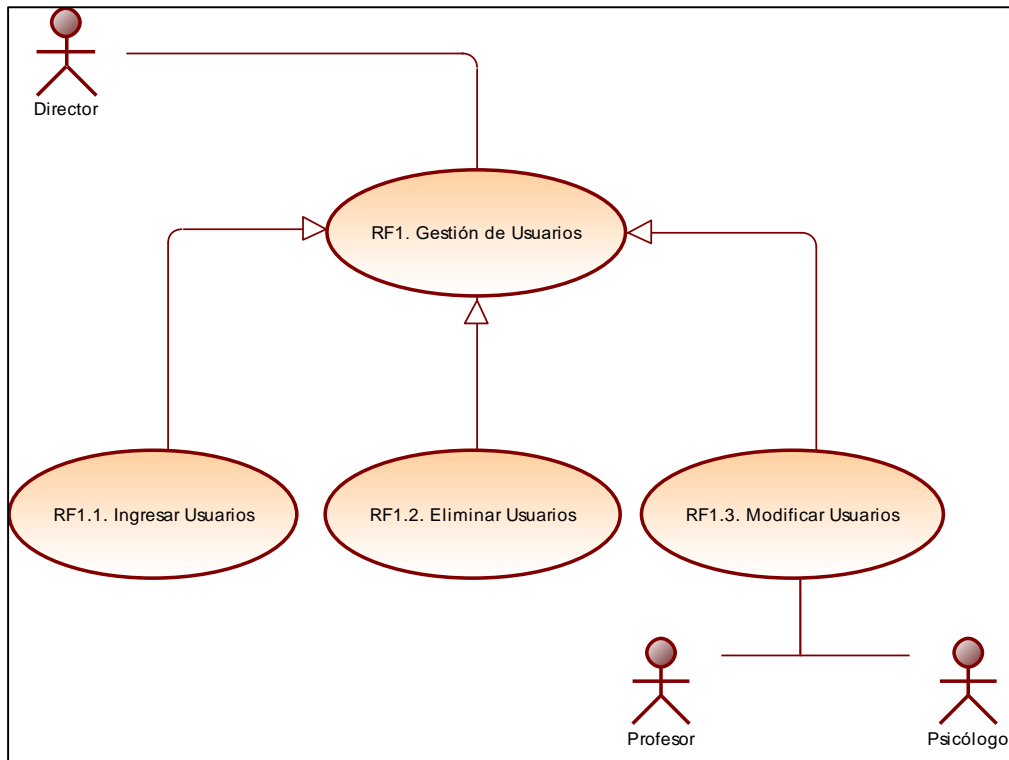 Director
RF1. Gestión de Usuarios
RF1.1. Ingresar Usuarios
RF1.2. Eliminar Usuarios
RF1.3. Modificar Usuarios
Profesor
Psicólogo